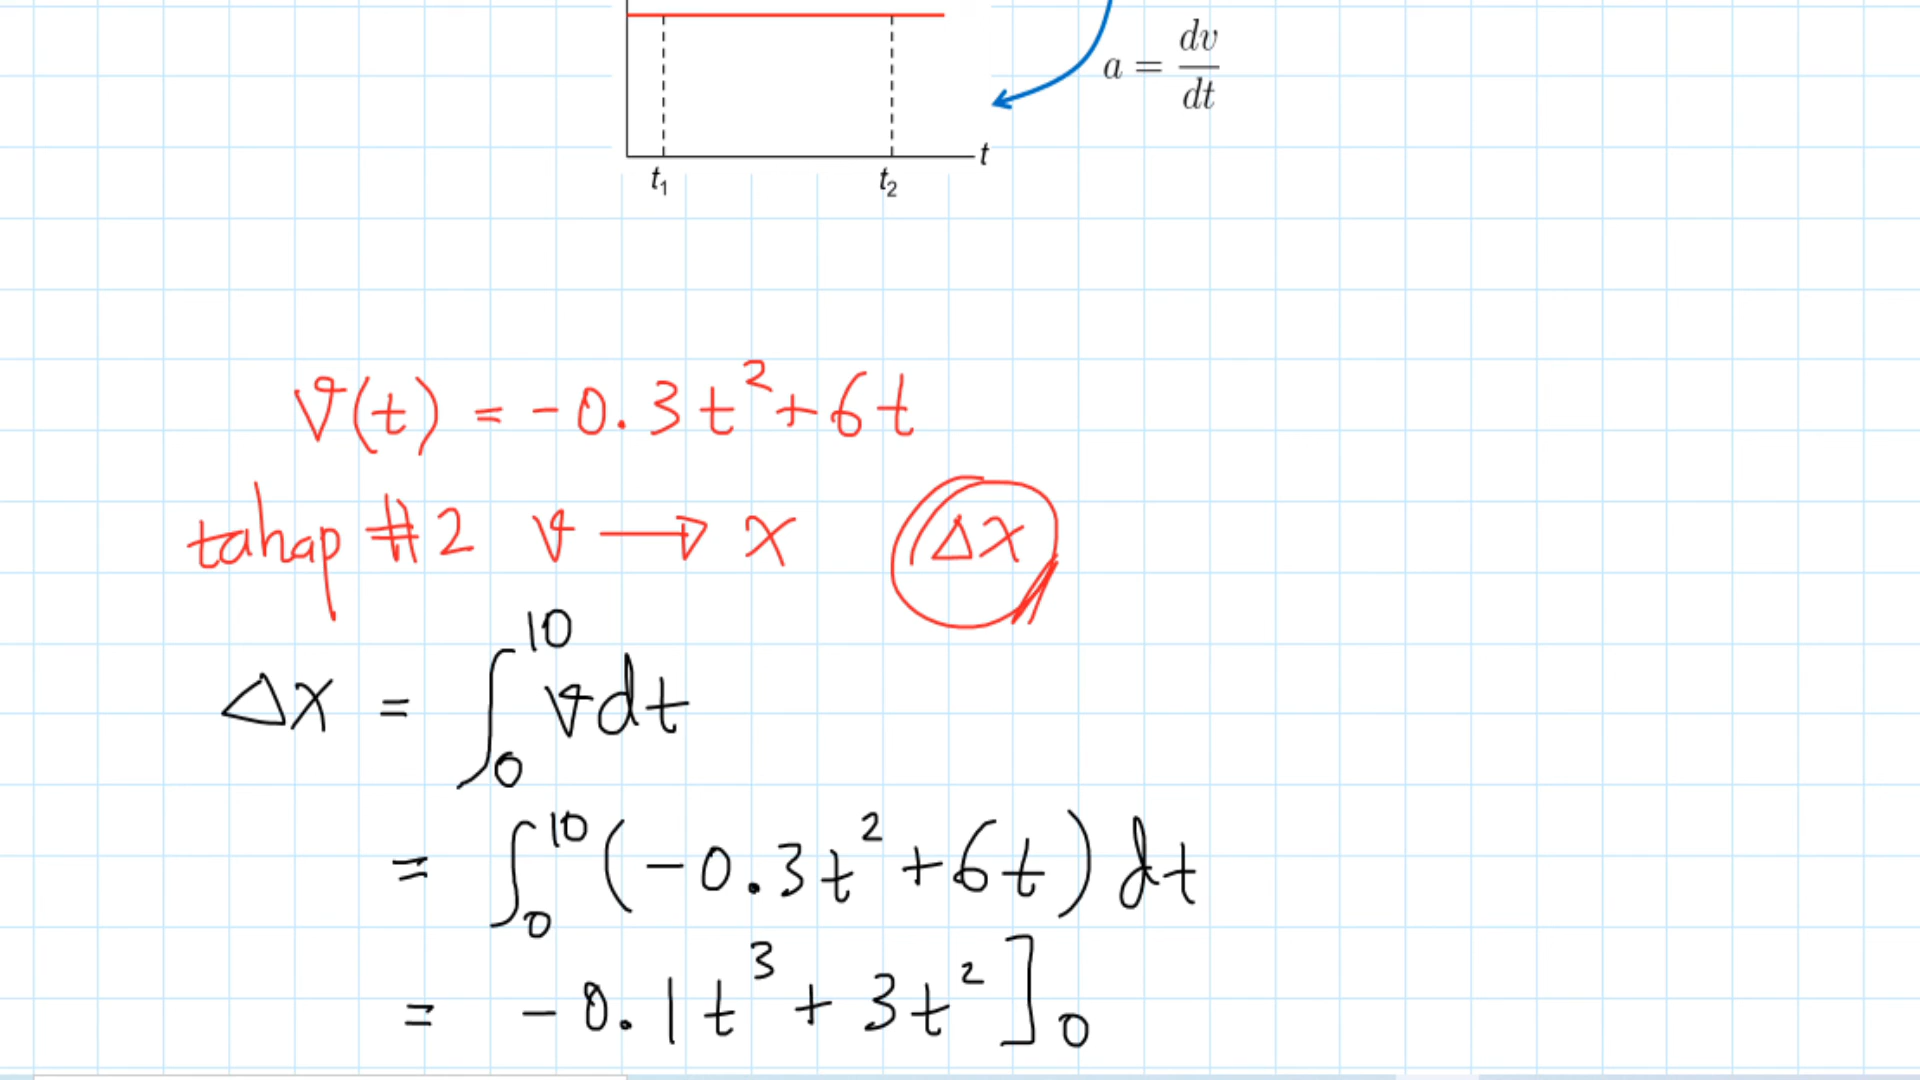 a = dv/dt
t
t₁ t₂
v(t) = -0.3t² + 6t
tahap #2 v → x Δx
Δx = ∫₀¹⁰ v dt
= ∫₀¹⁰ (-0.3t² + 6t) dt
= -0.1t³ + 3t² ]₀